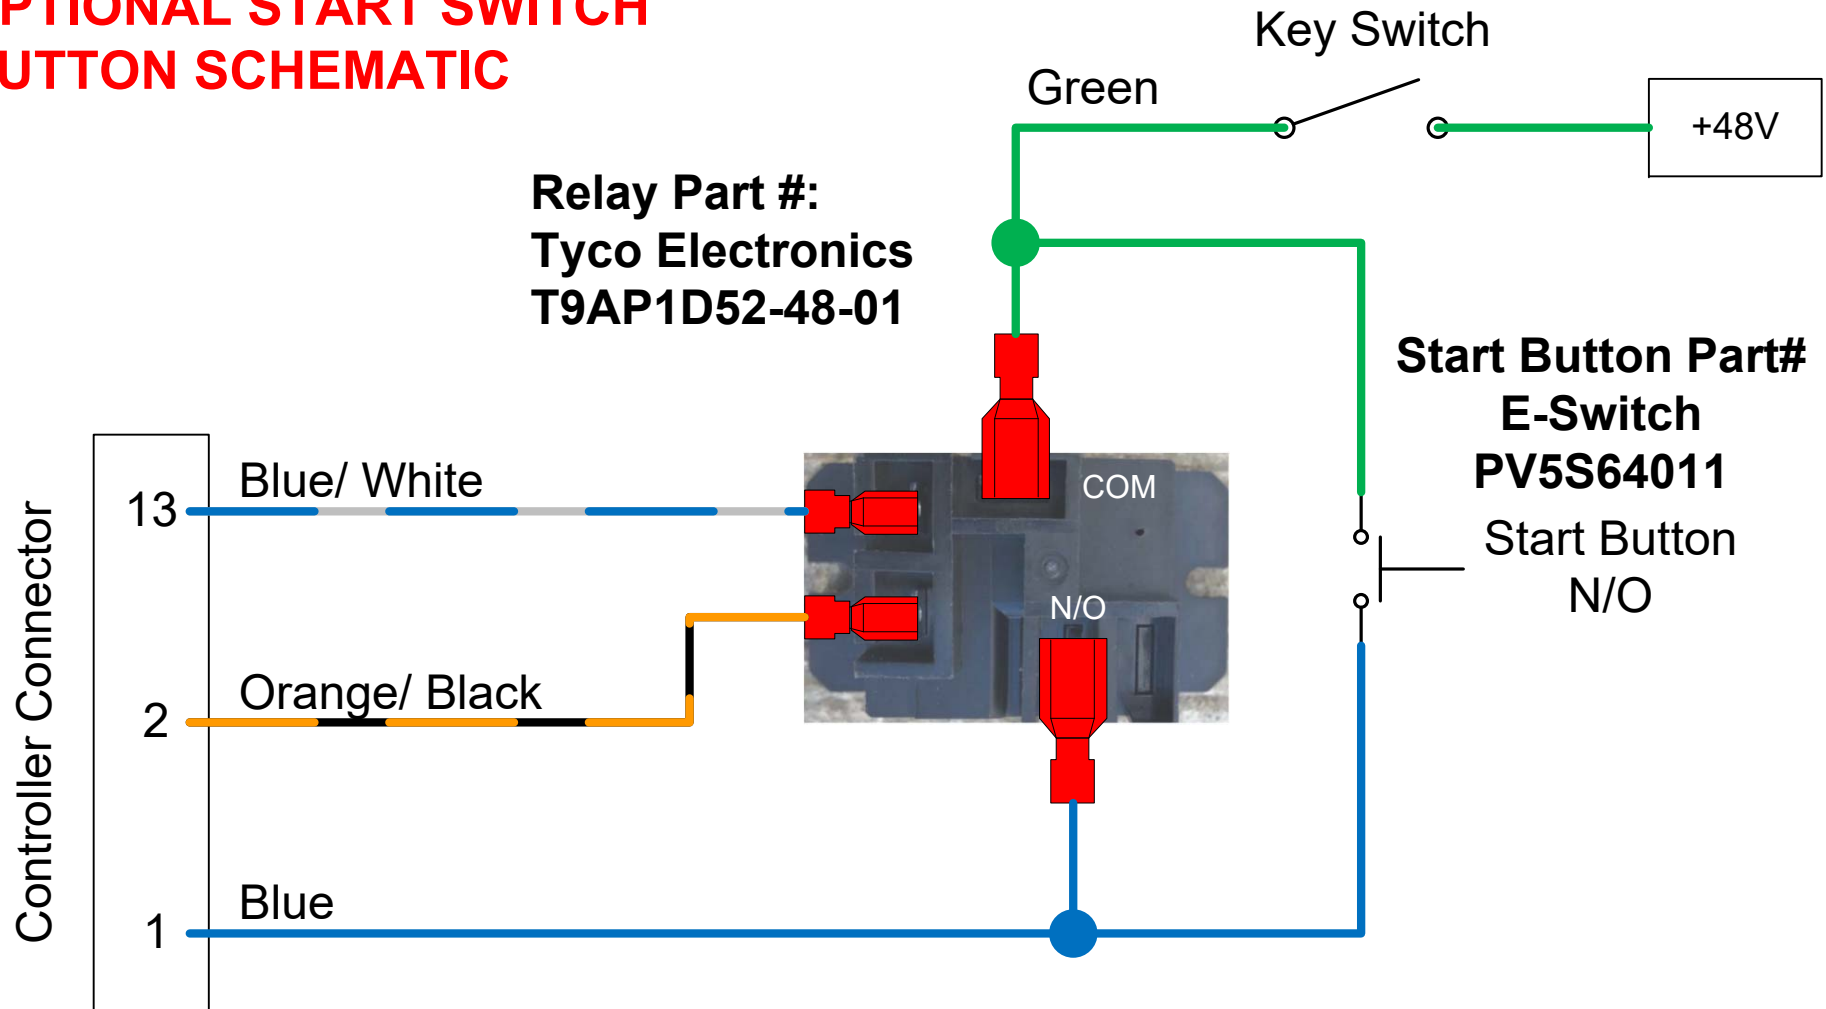 PTIONAL START SWITCH
UTTON SCHEMATIC
Key Switch
Green
+48V
Relay Part #:
Tyco Electronics
T9AP1D52-48-01
Start Button Part#
E-Switch
PV5S64011
Start Button
N/O
COM
N/O
Controller Connector
13
Blue/ White
2
Orange/ Black
1
Blue